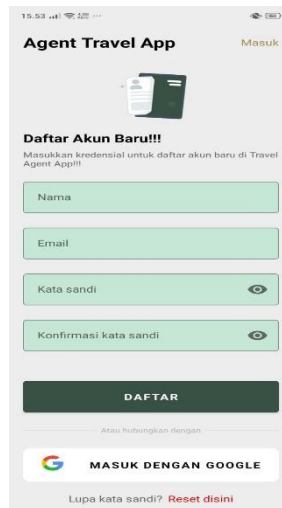 15.53
Agent Travel App
Masuk
Daftar Akun Baru!!!
Masukkan kredensial untuk daftar akun baru di Travel
Agent App!!!
Nama
Email
Kata sandi
Konfirmasi kata sandi
DAFTAR
Atau hubungkan dengan
MASUK DENGAN GOOGLE
Lupa kata sandi? Reset disini